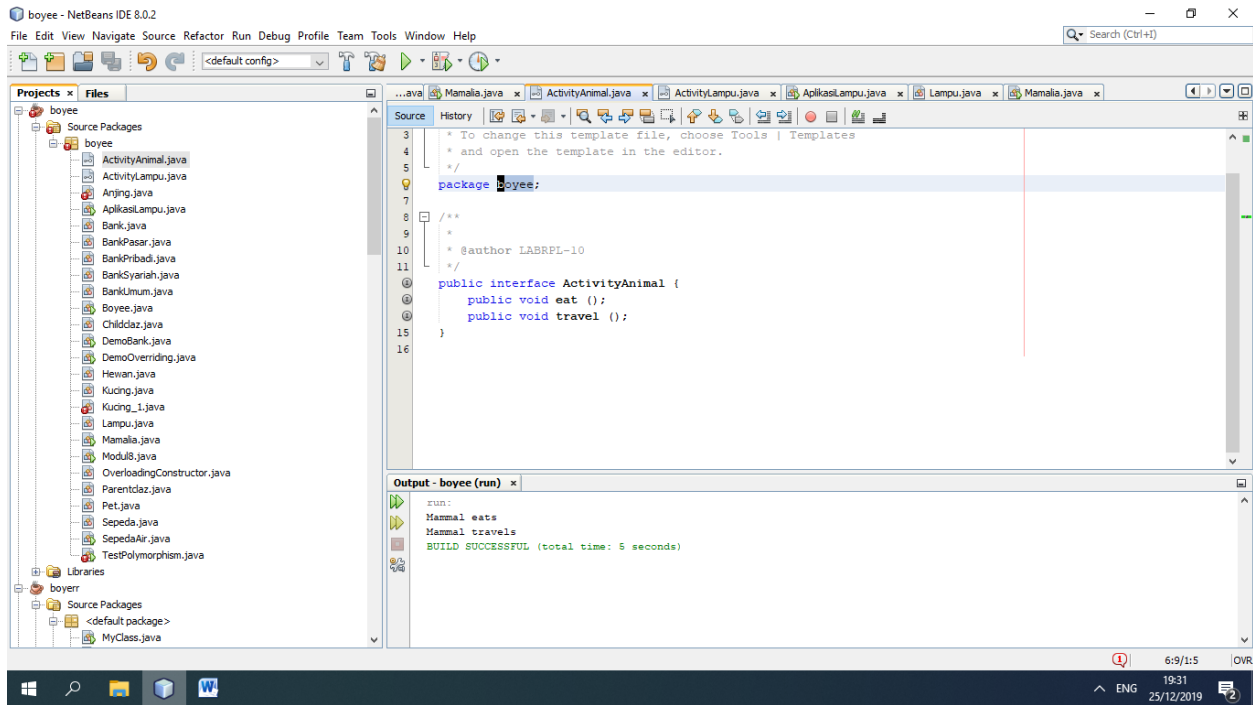 boyee - NetBeans IDE 8.0.2
File Edit View Navigate Source Refactor Run Debug Profile Team Tools Window Help
Search (Ctrl+I)
<default config>
Projects × Files
...ava Mamalia.java × ActivityAnimal.java × ActivityLampu.java × AplikasiLampu.java × Lampu.java × Mamalia.java ×
Source History
boyee
Source Packages
boyee
ActivityAnimal.java
ActivityLampu.java
Anjing.java
AplikasiLampu.java
Bank.java
BankPasar.java
BankPribadi.java
BankSyariah.java
BankUmum.java
Boyee.java
Childclaz.java
DemoBank.java
DemoOverriding.java
Hewan.java
Kucing.java
Kucing_1.java
Lampu.java
Mamalia.java
Modul8.java
OverloadingConstructor.java
Parentclaz.java
Pet.java
Sepeda.java
SepedaAir.java
TestPolymorphism.java
Libraries
boyerr
Source Packages
<default package>
MyClass.java
3 * To change this template file, choose Tools | Templates
4 * and open the template in the editor.
5 */
package boyee;
7
8 /**
9 *
10 * @author LABRPL-10
11 */
public interface ActivityAnimal {
public void eat ();
public void travel ();
15 }
16
Output - boyee (run) ×
run:
Mammal eats
Mammal travels
BUILD SUCCESSFUL (total time: 5 seconds)
1 6:9/1:5 OVR
ENG
19:31
25/12/2019
2